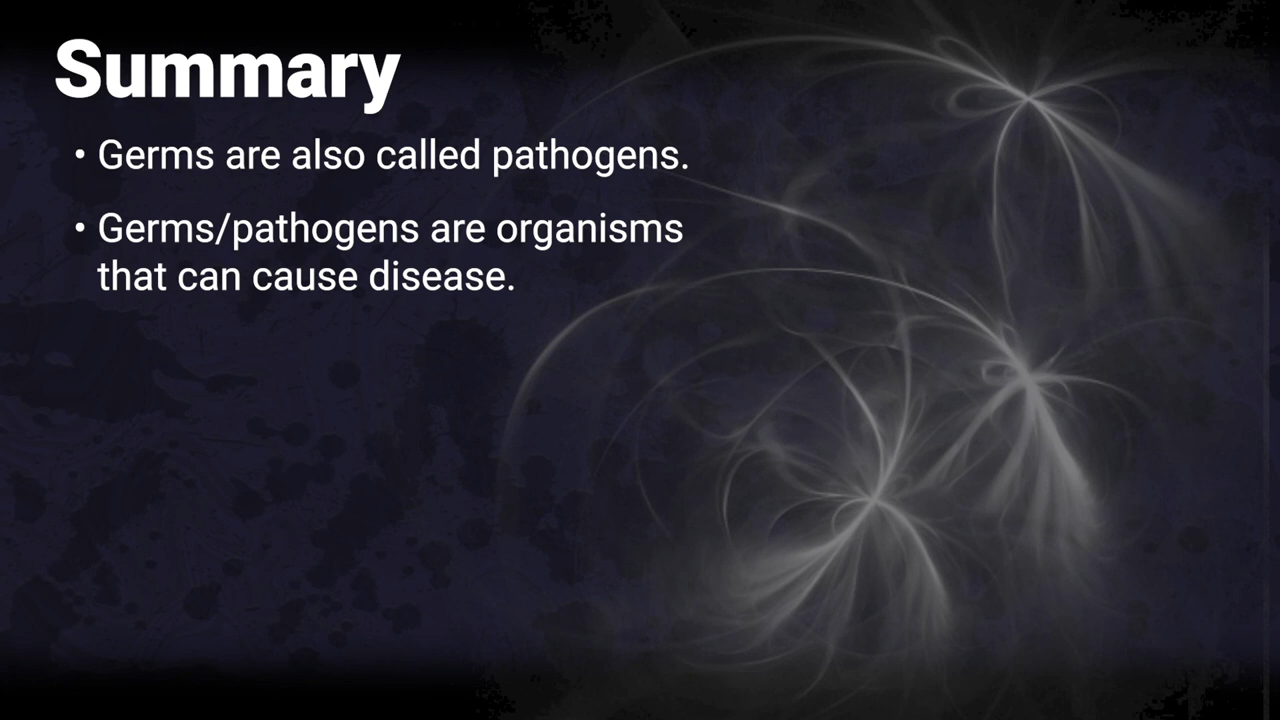 Summary
• Germs are also called pathogens.
• Germs/pathogens are organisms
that can cause disease.